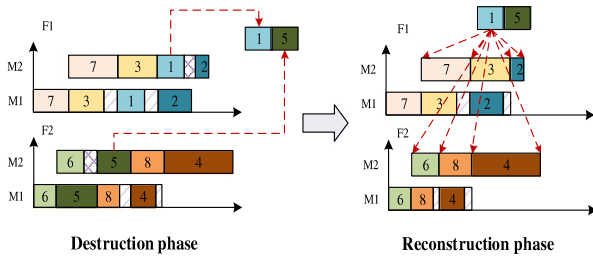 F1
1 5
M2 7 3 1 2
M1 7 3 1 2
F2
M2 6 5 8 4
M1 6 5 8 4
Destruction phase
1 5
F1
M2 7 3 2
M1 7 3 2
F2
M2 6 8 4
M1 6 8 4
Reconstruction phase